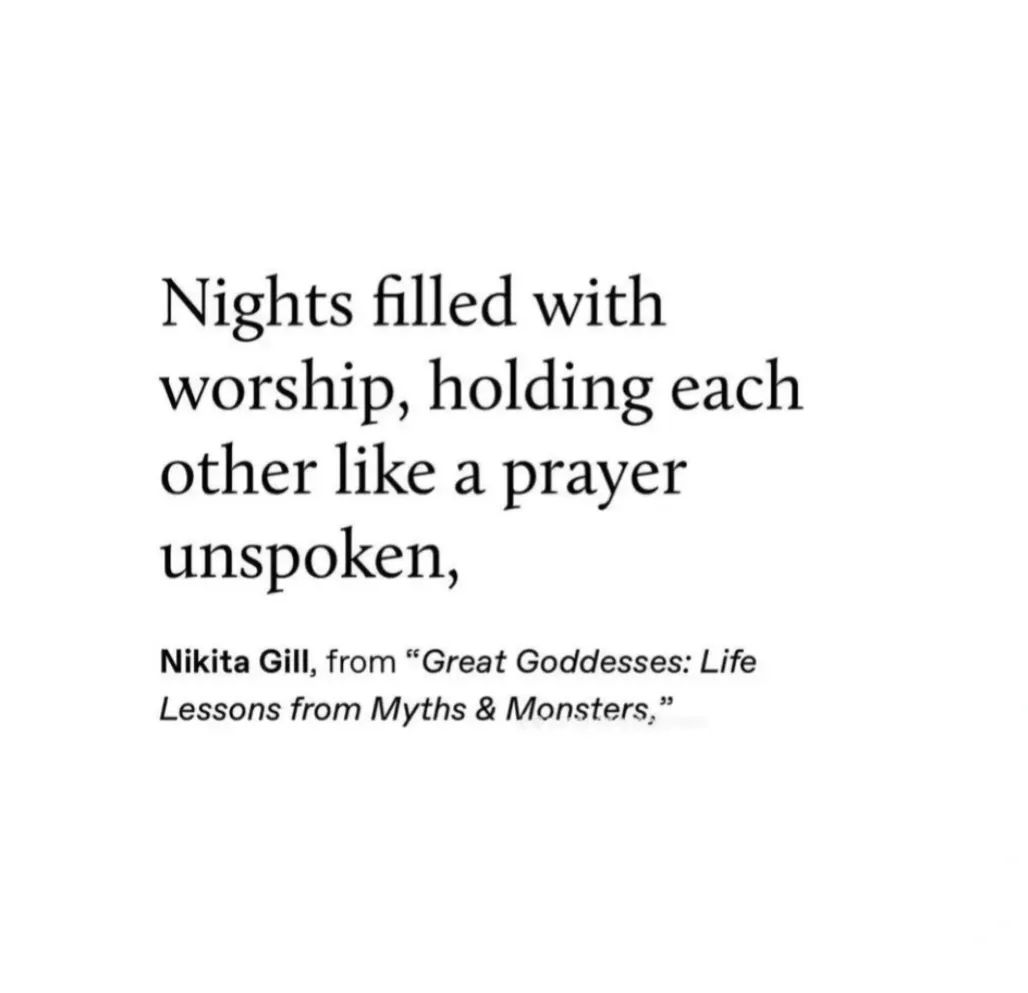 Nights filled with
worship, holding each
other like a prayer
unspoken,
Nikita Gill, from “Great Goddesses: Life
Lessons from Myths & Monsters,”